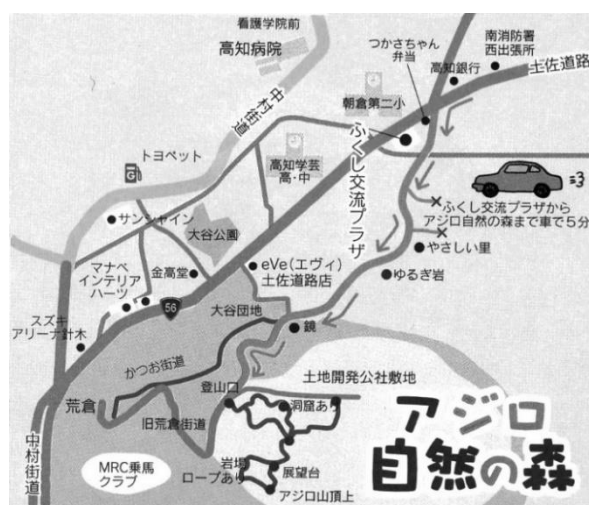 看護学院前
高知病院
つかさちゃん
弁当
南消防署
西出張所
高知銀行
土佐道路
朝倉第二小
中村街道
ふくし交流プラザ
高知学芸
高・中
トヨペット
G
サンシャイン
大谷公園
ふくし交流プラザから
アジロ自然の森まで車で5分
やさしい里
ゆるぎ岩
eVe(エヴィ)
土佐道路店
マナベ
インテリア
ハーツ
金高堂
56
スズキ
アリーナ針木
大谷団地
鏡
かつお街道
登山口
土地開発公社敷地
洞窟あり
荒倉
旧荒倉街道
中村街道
MRC乗馬
クラブ
岩場
ロープあり
展望台
アジロ山頂上
アジロ
自然の森